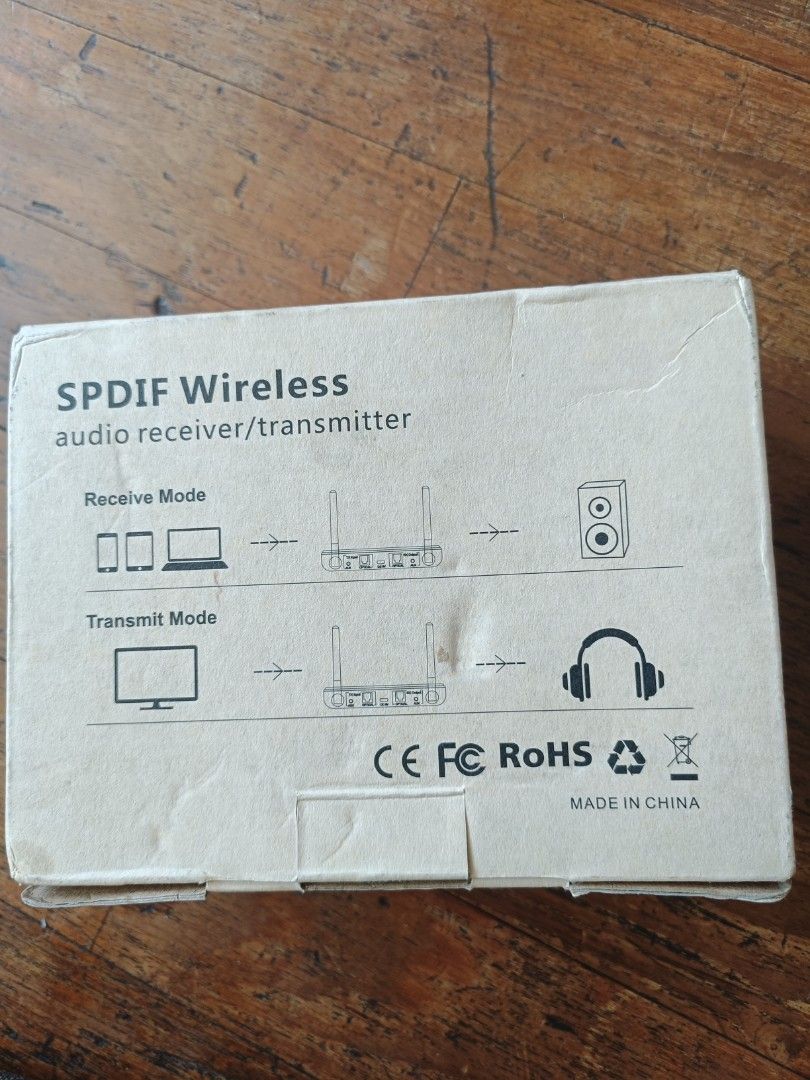 SPDIF Wireless
audio receiver/transmitter
Receive Mode
Transmit Mode
CE FC RoHS
MADE IN CHINA